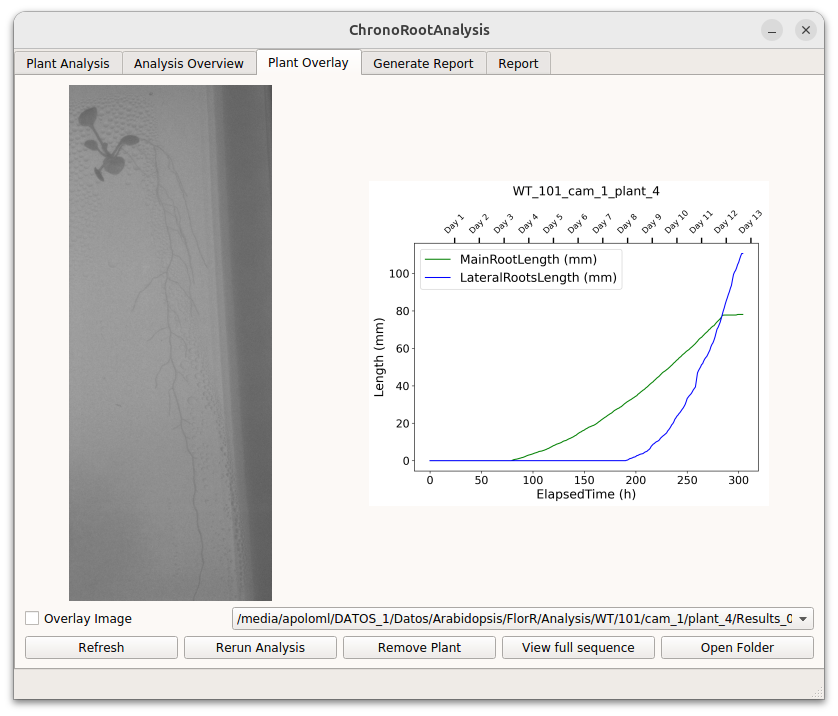 ChronoRootAnalysis
Plant Analysis
Analysis Overview
Plant Overlay
Generate Report
Report
WT_101_cam_1_plant_4
Day 1 Day 2 Day 3 Day 4 Day 5 Day 6 Day 7 Day 8 Day 9 Day 10 Day 11 Day 12 Day 13
MainRootLength (mm)
LateralRootsLength (mm)
100
80
60
40
20
0
Length (mm)
0 50 100 150 200 250 300
ElapsedTime (h)
Overlay Image
/media/apoloml/DATOS_1/Datos/Arabidopsis/FlorR/Analysis/WT/101/cam_1/plant_4/Results_0
Refresh
Rerun Analysis
Remove Plant
View full sequence
Open Folder